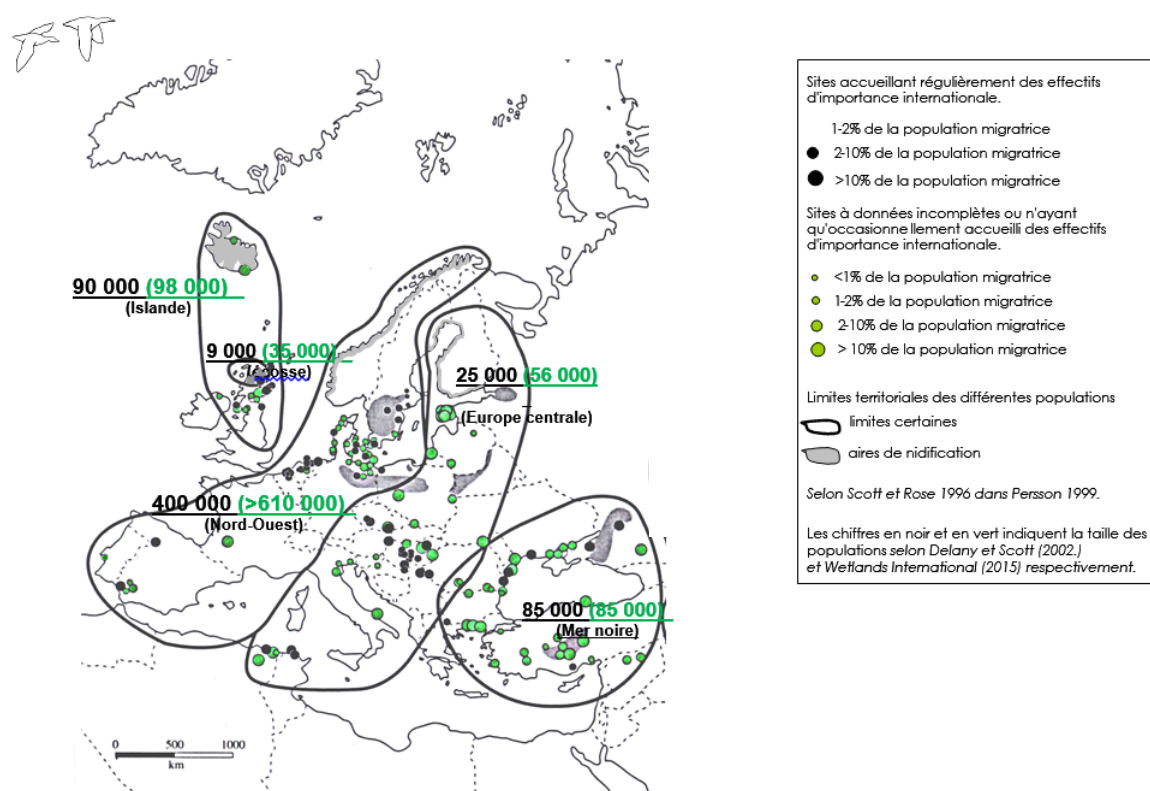 90 000 (98 000)
(Islande)
9 000 (35 000)
(écosse)
25 000 (56 000)
(Europe centrale)
400 000 (>610 000)
(Nord-Ouest)
85 000 (85 000)
(Mer noire)
0 500 1000
km
Sites accueillant régulièrement des effectifs
d'importance internationale.
1-2% de la population migratrice
2-10% de la population migratrice
>10% de la population migratrice
Sites à données incomplètes ou n'ayant
qu'occasionne llement accueilli des effectifs
d'importance internationale.
<1% de la population migratrice
1-2% de la population migratrice
2-10% de la population migratrice
> 10% de la population migratrice
Limites territoriales des différentes populations
limites certaines
aires de nidification
Selon Scott et Rose 1996 dans Persson 1999.
Les chiffres en noir et en vert indiquent la taille des
populations selon Delany et Scott (2002.)
et Wetlands International (2015) respectivement.